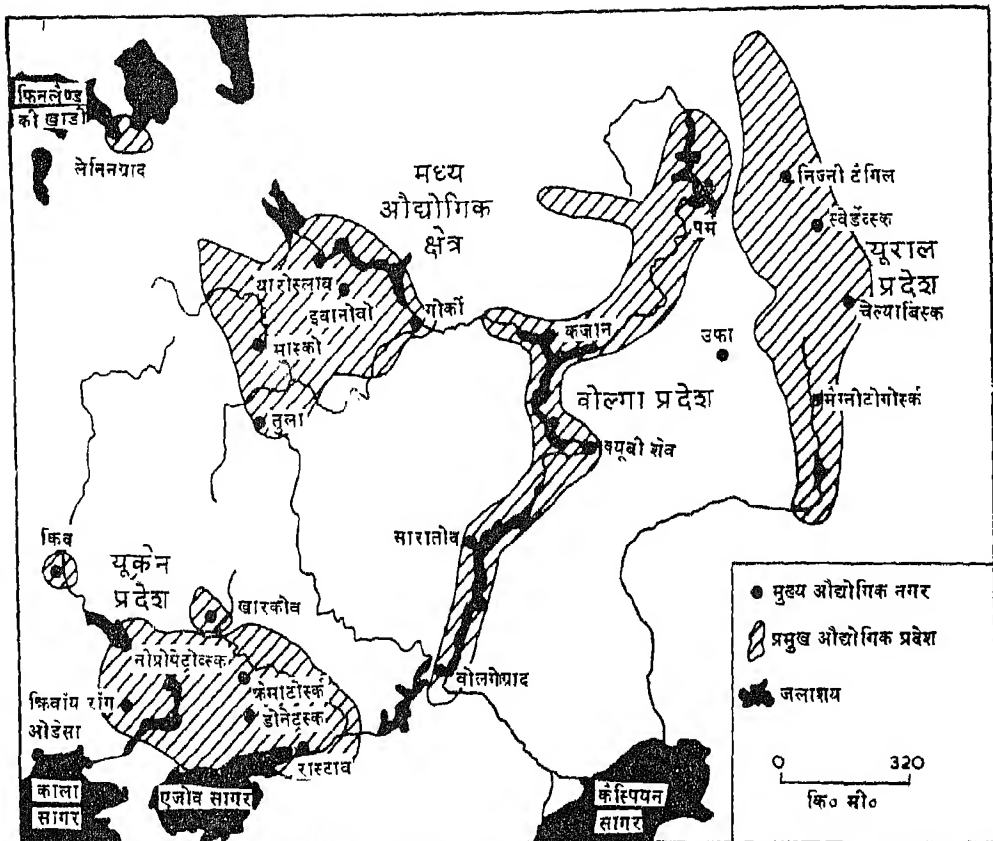 फिनलैण्ड
की खाडी
लेनिनग्राद
मध्य
औद्योगिक
क्षेत्र
यारोस्लाव
इवानोवो
गोर्की
मास्को
तुला
पर्म
निज्नी टैगिल
स्वेर्डव्स्क
यूराल
प्रदेश
चेल्याबिंस्क
मैग्नीटोगोर्स्क
उफा
कजान
वोल्गा प्रदेश
क्यूबी शेव
सारातोव
वोलगोग्राद
किव
यूक्रेन
प्रदेश
खारकोव
नीप्रोपेट्रोव्स्क
क्रेमाटोर्स्क
डोनेट्स्क
क्रिवॉय रॉग
ओडेसा
रास्टाव
काला
सागर
एजोव सागर
कैस्पियन
सागर
मुख्य औद्योगिक नगर
प्रमुख औद्योगिक प्रदेश
जलाशय
0 320
कि० मी०